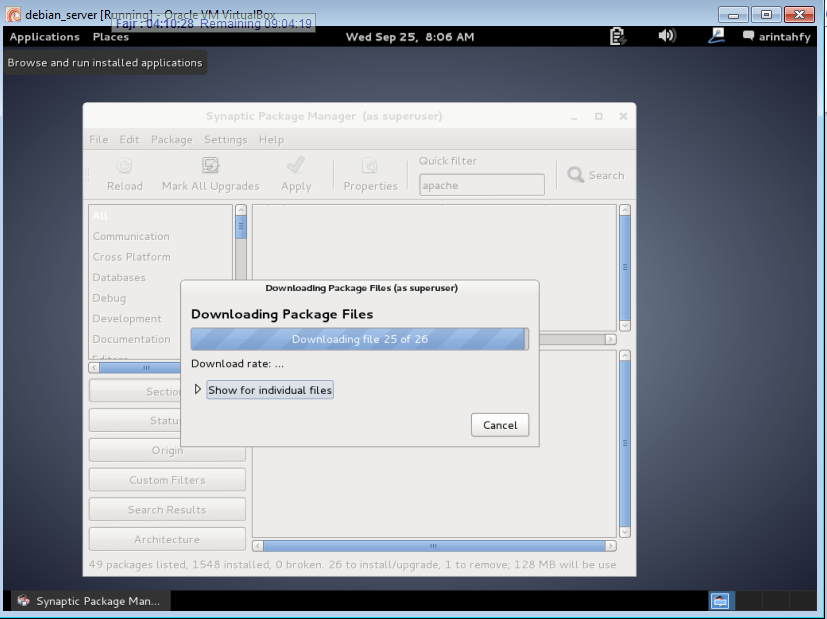 debian_server [Running] - Oracle VM VirtualBox
Fajr : 04:10:28 Remaining 09:04:19
Applications Places Wed Sep 25, 8:06 AM arintahfy
Browse and run installed applications
Synaptic Package Manager (as superuser)
File Edit Package Settings Help
Quick filter
Reload Mark All Upgrades Apply Properties apache Search
All
Communication
Cross Platform
Databases
Debug
Development
Documentation
Downloading Package Files (as superuser)
Downloading Package Files
Downloading file 25 of 26
Download rate: ...
Show for individual files
Cancel
Origin
Custom Filters
Search Results
Architecture
49 packages listed, 1548 installed, 0 broken. 26 to install/upgrade, 1 to remove; 128 MB will be use
Synaptic Package Man...